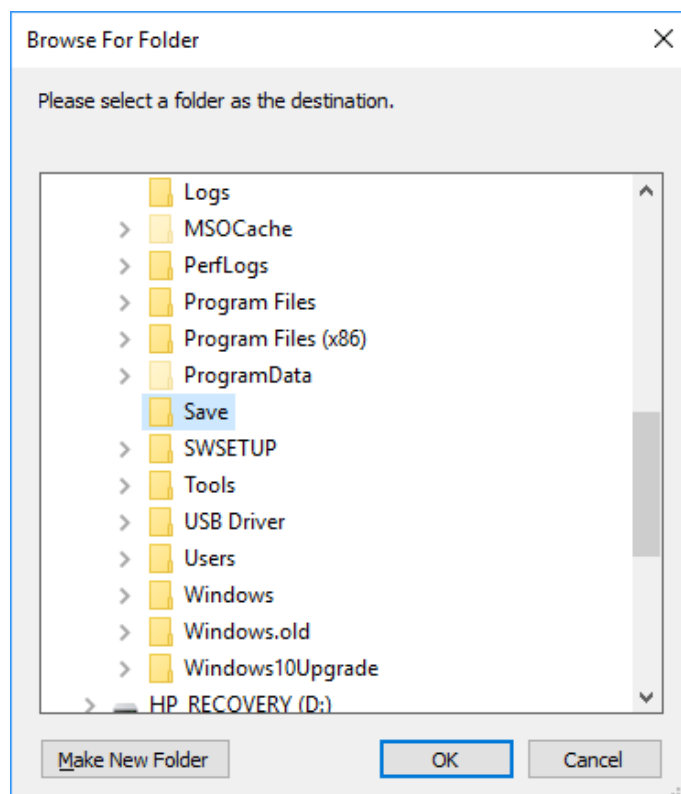 Browse For Folder
Please select a folder as the destination.
Logs
MSOCache
PerfLogs
Program Files
Program Files (x86)
ProgramData
Save
SWSETUP
Tools
USB Driver
Users
Windows
Windows.old
Windows10Upgrade
HP_RECOVERY (D:)
Make New Folder
OK
Cancel